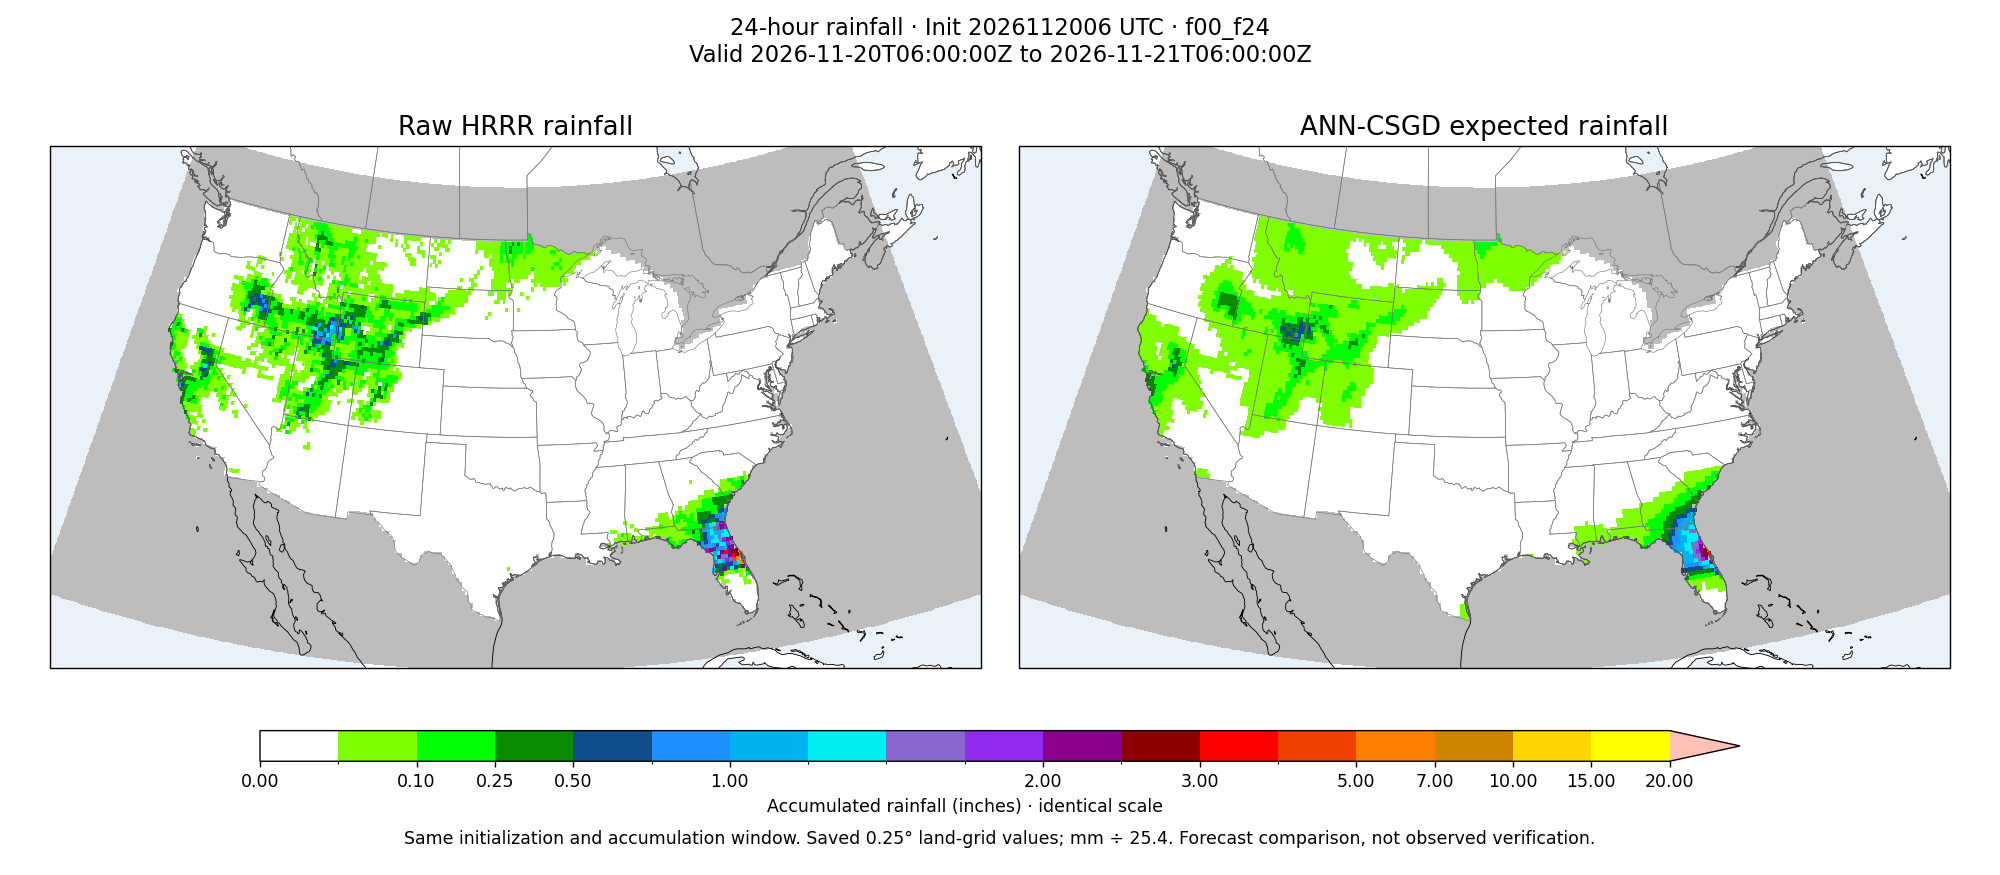 24-hour rainfall · Init 2026112006 UTC · f00_f24
Valid 2026-11-20T06:00:00Z to 2026-11-21T06:00:00Z
Raw HRRR rainfall
ANN-CSGD expected rainfall
0.00 0.10 0.25 0.50 1.00 2.00 3.00 5.00 7.00 10.00 15.00 20.00
Accumulated rainfall (inches) · identical scale
Same initialization and accumulation window. Saved 0.25° land-grid values; mm ÷ 25.4. Forecast comparison, not observed verification.